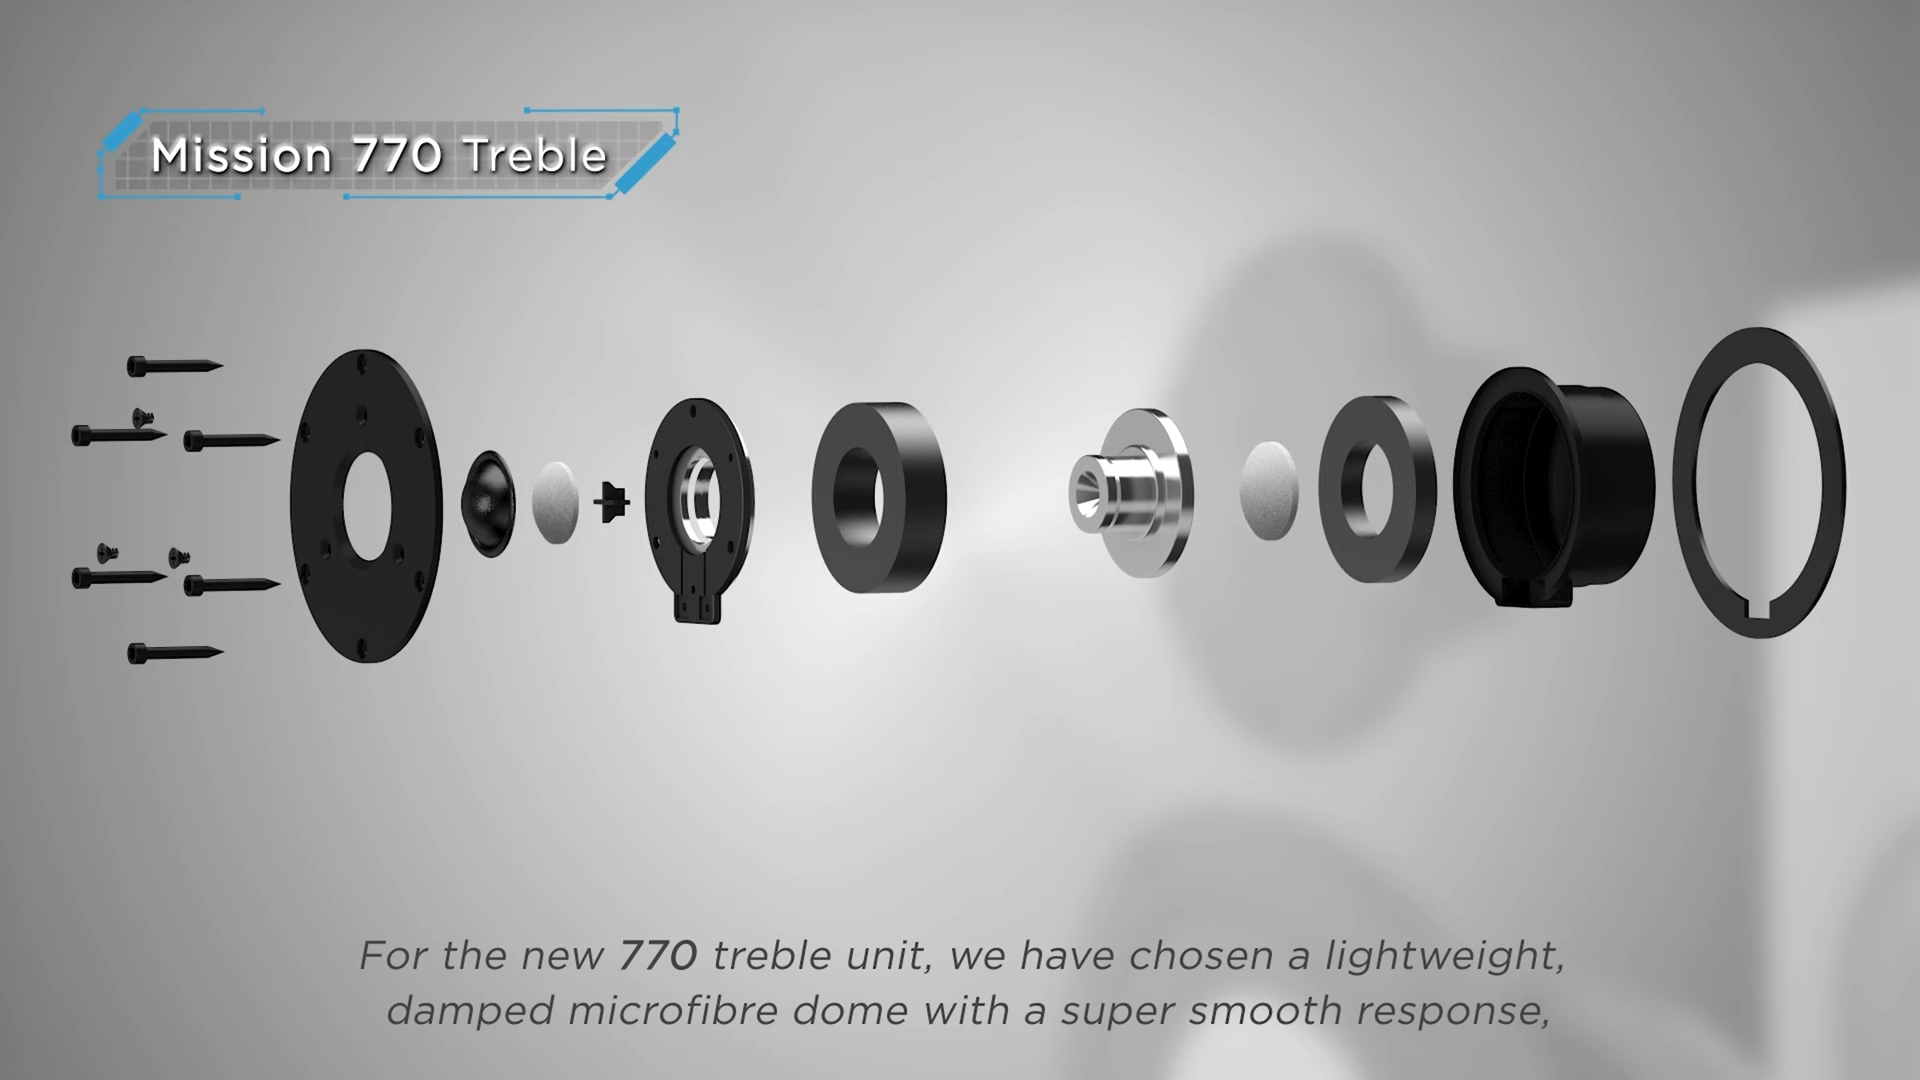 Mission 770 Treble
For the new 770 treble unit, we have chosen a lightweight,
damped microfibre dome with a super smooth response,